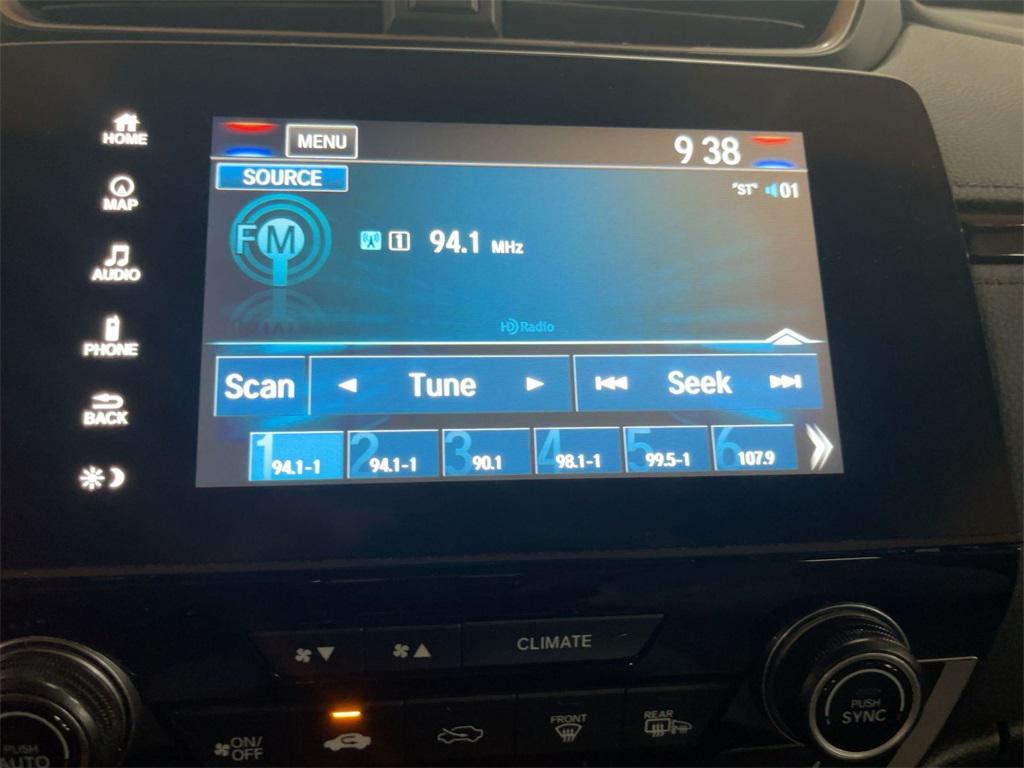 HOME
MAP
AUDIO
PHONE
BACK
MENU
9 38
SOURCE
"ST" 01
FM
1 94.1 MHz
HD Radio
Scan
Tune
Seek
1 94.1-1
2 94.1-1
3 90.1
4 98.1-1
5 99.5-1
6 107.9
CLIMATE
PUSH
AUTO
ON/
OFF
FRONT
REAR
PUSH
SYNC